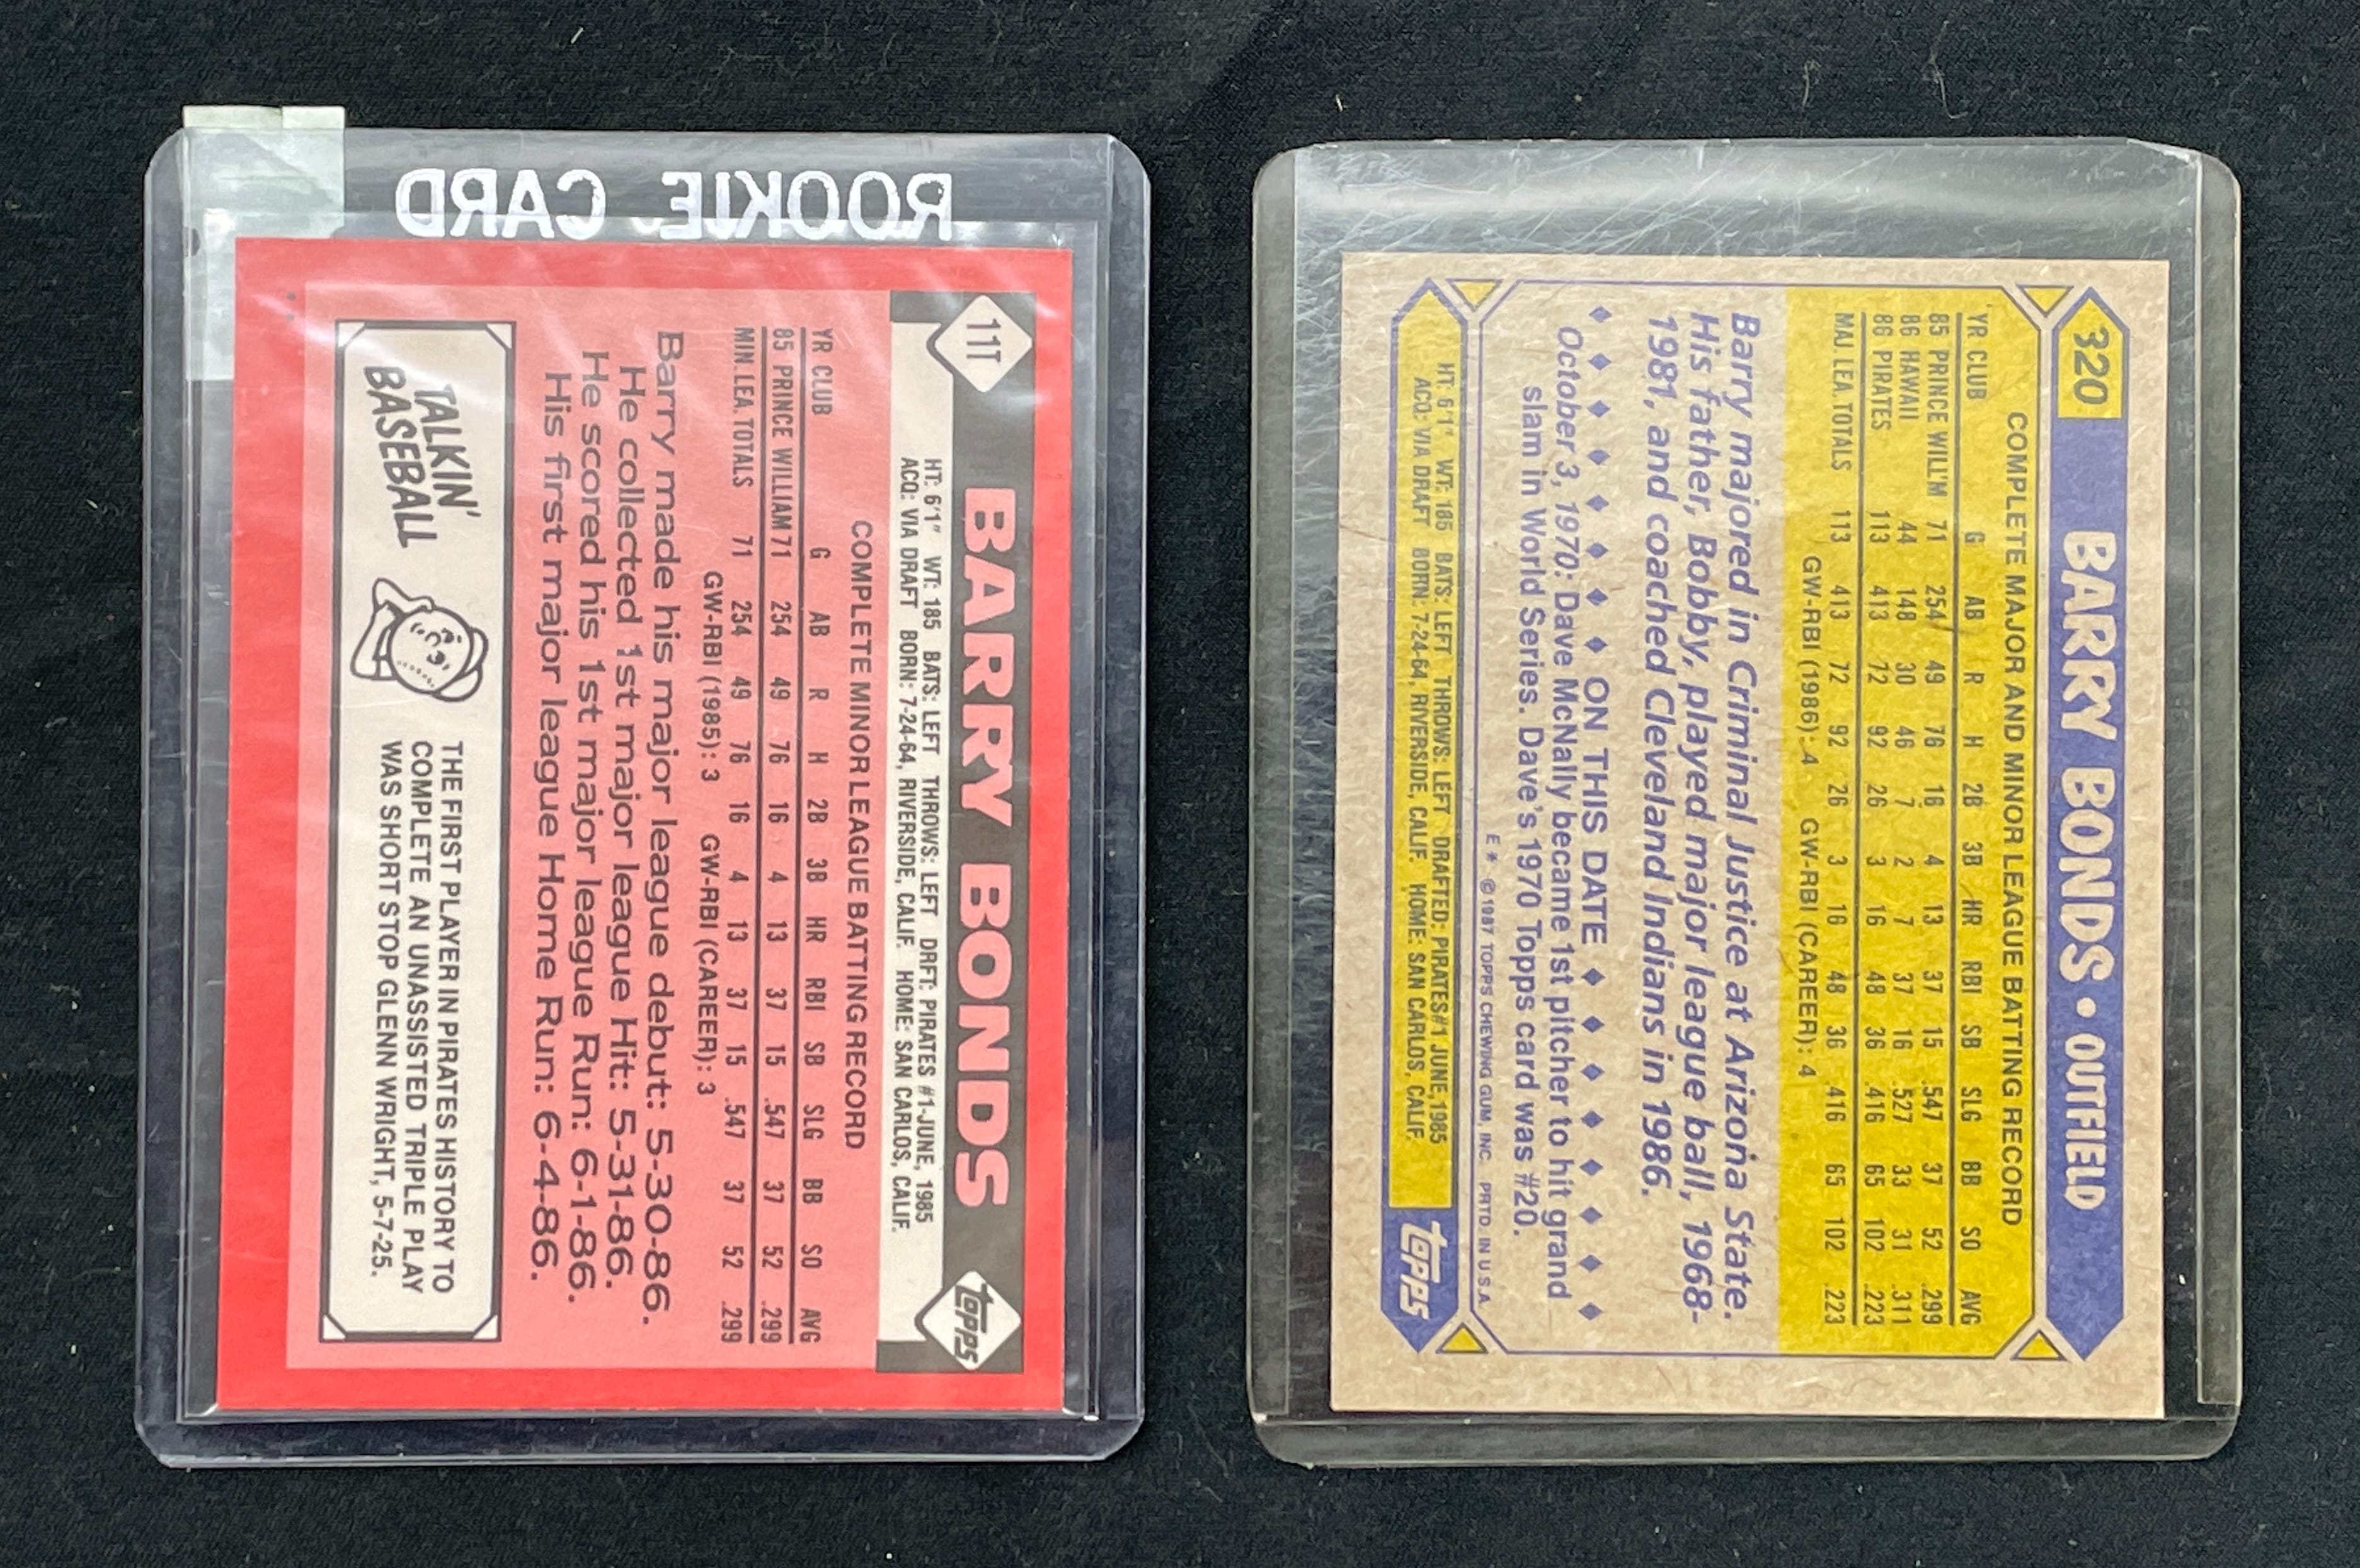 ROOKIE CARD
11T
BARRY BONDS
topps
HT: 6'1" WT: 185 BATS: LEFT THROWS: LEFT DRFT: PIRATES #1-JUNE, 1985
ACQ: VIA DRAFT BORN: 7-24-64, RIVERSIDE, CALIF. HOME: SAN CARLOS, CALIF.
COMPLETE MINOR LEAGUE BATTING RECORD
YR CLUB G AB R H 2B 3B HR RBI SB SLG BB SO AVG
85 PRINCE WILLIAM 71 254 49 76 16 4 13 37 15 .547 37 52 .299
MIN. LEA. TOTALS 71 254 49 76 16 4 13 37 15 .547 37 52 .299
GW-RBI (1985): 3 GW-RBI (CAREER): 3
Barry made his major league debut: 5-30-86.
He collected 1st major league Hit: 5-31-86.
He scored his 1st major league Run: 6-1-86.
His first major league Home Run: 6-4-86.
TALKIN'
BASEBALL
THE FIRST PLAYER IN PIRATES HISTORY TO
COMPLETE AN UNASSISTED TRIPLE PLAY
WAS SHORT STOP GLENN WRIGHT, 5-7-25.
320
BARRY BONDS • OUTFIELD
COMPLETE MAJOR AND MINOR LEAGUE BATTING RECORD
YR CLUB G AB R H 2B 3B HR RBI SB SLG BB SO AVG
85 PRINCE WILL'M 71 254 49 76 16 4 13 37 15 .547 37 52 .299
86 HAWAII 44 148 30 46 7 2 7 37 16 .527 33 31 .311
86 PIRATES 113 413 72 92 26 3 16 48 36 .416 65 102 .223
MAJ. LEA. TOTALS 113 413 72 92 26 3 16 48 36 .416 65 102 .223
GW-RBI (1986): 4 GW-RBI (CAREER): 4
Barry majored in Criminal Justice at Arizona State.
His father, Bobby, played major league ball, 1968-
1981, and coached Cleveland Indians in 1986.
♦ ♦ ♦ ♦ ♦ ♦ ♦ ♦ ON THIS DATE ♦ ♦ ♦ ♦ ♦ ♦ ♦ ♦
October 3, 1970: Dave McNally became 1st pitcher to hit grand
slam in World Series. Dave's 1970 Topps card was #20.
E* ©1987 TOPPS CHEWING GUM, INC. PRTD. IN U.S.A.
HT: 6'1" WT: 185 BATS: LEFT THROWS: LEFT DRAFTED: PIRATES #1 JUNE, 1985
ACQ: VIA DRAFT BORN: 7-24-64, RIVERSIDE, CALIF. HOME: SAN CARLOS, CALIF.
topps